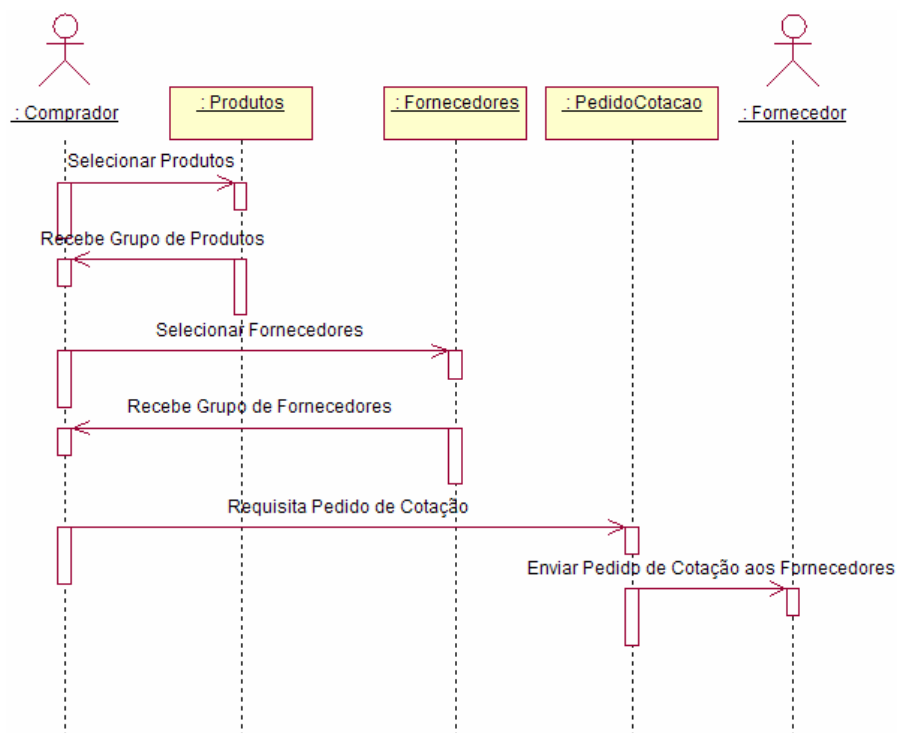 : Comprador
: Produtos
: Fornecedores
: PedidoCotacao
: Fornecedor
Selecionar Produtos
Recebe Grupo de Produtos
Selecionar Fornecedores
Recebe Grupo de Fornecedores
Requisita Pedido de Cotação
Enviar Pedido de Cotação aos Fornecedores